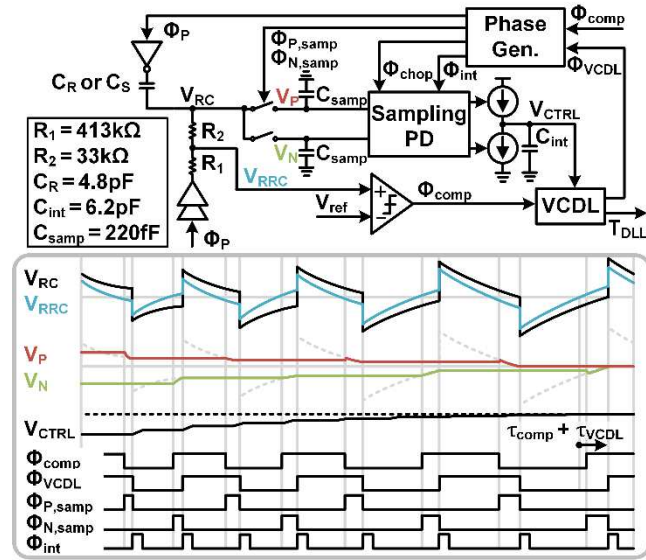 Φcomp
Phase Gen.
ΦP
ΦP,samp
ΦN,samp
Φchop
Φint
ΦVCDL
CR or CS
VRC
VP
Csamp
Sampling PD
VCTRL
Cint
R2
VN
Csamp
R1
VRRC
R1 = 413kΩ
R2 = 33kΩ
CR = 4.8pF
Cint = 6.2pF
Csamp = 220fF
ΦP
Vref
+
−
Φcomp
VCDL
TDLL
VRC
VRRC
VP
VN
VCTRL
τcomp + τVCDL
Φcomp
ΦVCDL
ΦP,samp
ΦN,samp
Φint